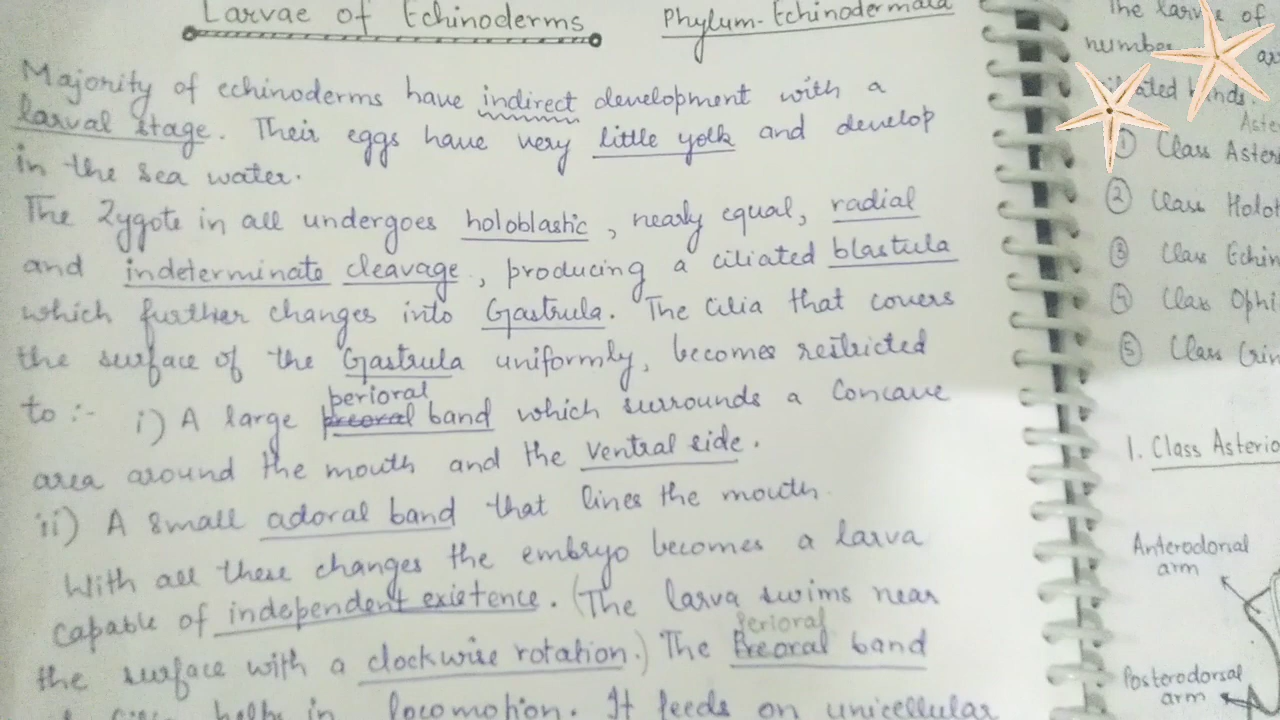 Larvae of Echinoderms Phylum-Echinodermata
Majority of echinoderms have indirect development with a
larval stage. Their eggs have very little yolk and develop
in the sea water.
The Zygote in all undergoes holoblastic, nearly equal, radial
and indeterminate cleavage, producing a ciliated blastula
which further changes into Gastrula. The cilia that covers
the surface of the Gastrula uniformly, becomes restricted
perioral
to :- i) A large preoral band which surrounds a Concave
area around the mouth and the ventral side.
ii) A small adoral band that lines the mouth.
With all these changes the embryo becomes a larva
capable of independent existence. (The larva swims near
Perioral
the surface with a clockwise rotation.) The Preoral band
helps in locomotion. It feeds on unicellular
The larvae of
number
Aste
① Class Aster
② Class Holot
③ Class Echin
④ Class Ophi
⑤ Class Crin
1. Class Asterio
Anterodorsal
arm
Posterodorsal
arm